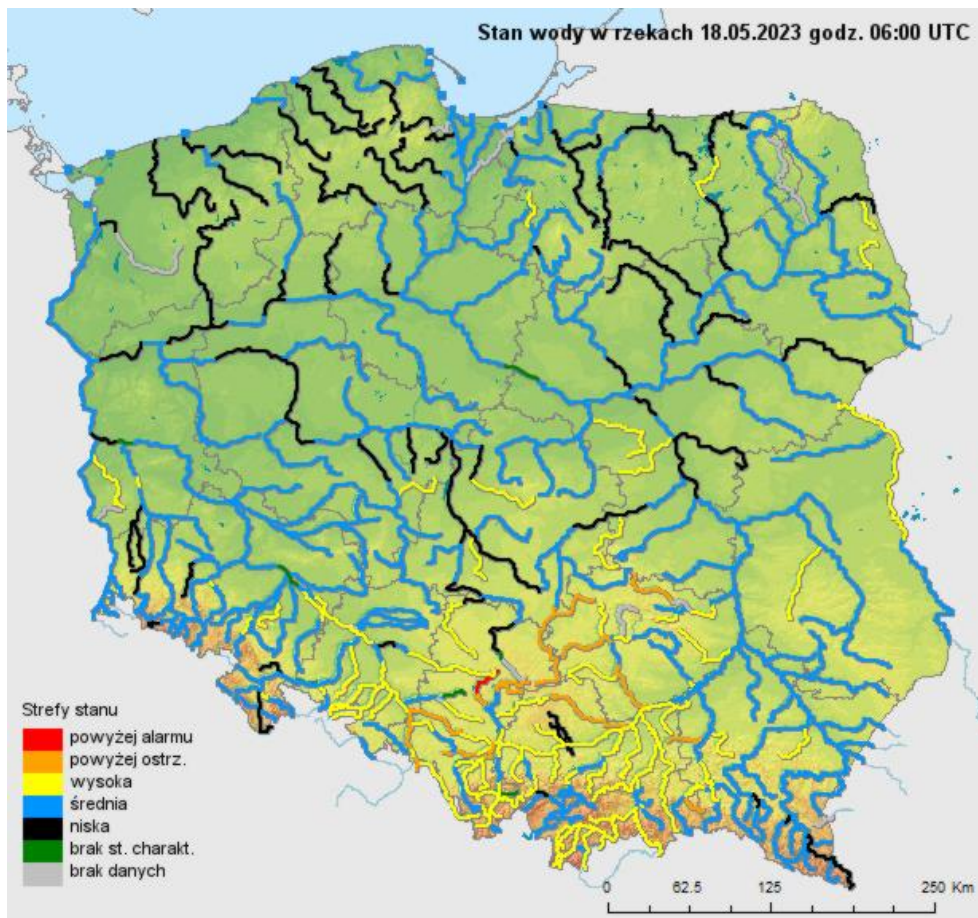 Stan wody w rzekach 18.05.2023 godz. 06:00 UTC
Strefy stanu
powyżej alarmu
powyżej ostrz.
wysoka
średnia
niska
brak st. charakt.
brak danych
0 62.5 125 250 Km